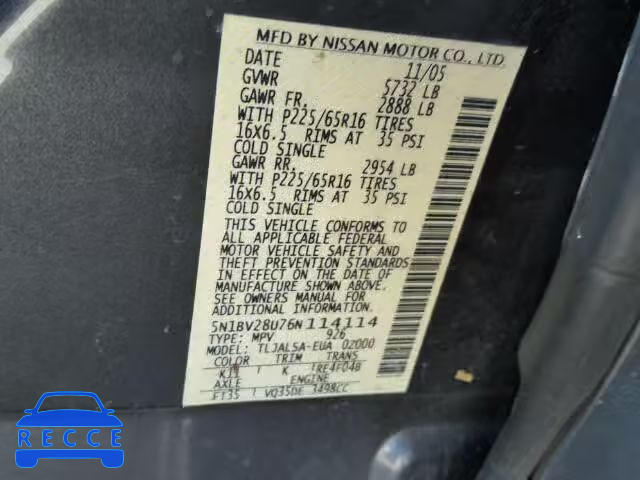 MFD BY NISSAN MOTOR CO., LTD.
DATE 11/05
GVWR 5732 LB
GAWR FR. 2888 LB
WITH P225/65R16 TIRES
16X6.5 RIMS AT 35 PSI
COLD SINGLE
GAWR RR. 2954 LB
WITH P225/65R16 TIRES
16X6.5 RIMS AT 35 PSI
COLD SINGLE
THIS VEHICLE CONFORMS TO
ALL APPLICABLE FEDERAL
MOTOR VEHICLE SAFETY AND
THEFT PREVENTION STANDARDS
IN EFFECT ON THE DATE OF
MANUFACTURE SHOWN ABOVE.
SEE OWNERS MANUAL FOR
ADDITIONAL INFORMATION.
5N1BV28U76N114114
TYPE: MPV 926
MODEL: TLJALSA-EUA 02000
COLOR TRIM TRANS
K11 K RE4F04B
AXLE ENGINE
FT35 VQ35DE 3498CC
RECCE